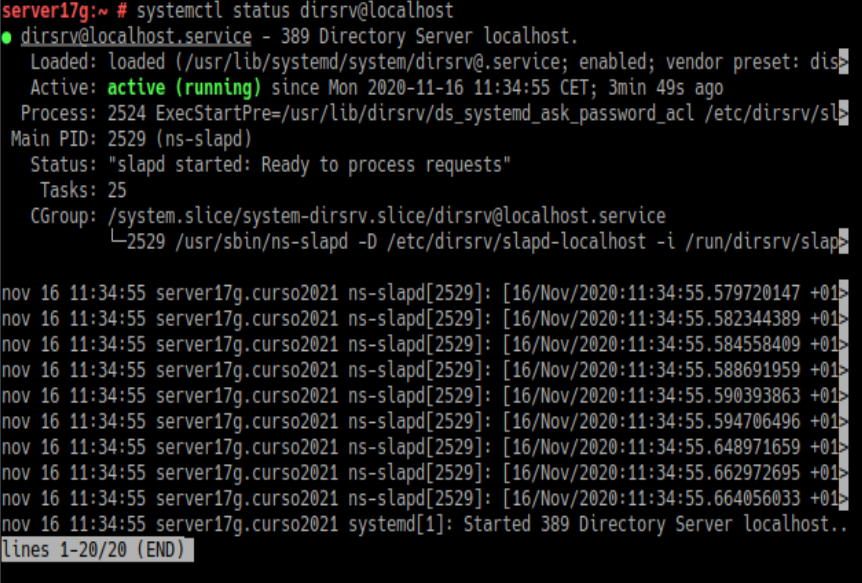 server17g:~ # systemctl status dirsrv@localhost
● dirsrv@localhost.service - 389 Directory Server localhost.
   Loaded: loaded (/usr/lib/systemd/system/dirsrv@.service; enabled; vendor preset: dis>
   Active: active (running) since Mon 2020-11-16 11:34:55 CET; 3min 49s ago
  Process: 2524 ExecStartPre=/usr/lib/dirsrv/ds_systemd_ask_password_acl /etc/dirsrv/sl>
 Main PID: 2529 (ns-slapd)
   Status: "slapd started: Ready to process requests"
    Tasks: 25
   CGroup: /system.slice/system-dirsrv.slice/dirsrv@localhost.service
           └─2529 /usr/sbin/ns-slapd -D /etc/dirsrv/slapd-localhost -i /run/dirsrv/slap>

nov 16 11:34:55 server17g.curso2021 ns-slapd[2529]: [16/Nov/2020:11:34:55.579720147 +01>
nov 16 11:34:55 server17g.curso2021 ns-slapd[2529]: [16/Nov/2020:11:34:55.582344389 +01>
nov 16 11:34:55 server17g.curso2021 ns-slapd[2529]: [16/Nov/2020:11:34:55.584558409 +01>
nov 16 11:34:55 server17g.curso2021 ns-slapd[2529]: [16/Nov/2020:11:34:55.588691959 +01>
nov 16 11:34:55 server17g.curso2021 ns-slapd[2529]: [16/Nov/2020:11:34:55.590393863 +01>
nov 16 11:34:55 server17g.curso2021 ns-slapd[2529]: [16/Nov/2020:11:34:55.594706496 +01>
nov 16 11:34:55 server17g.curso2021 ns-slapd[2529]: [16/Nov/2020:11:34:55.648971659 +01>
nov 16 11:34:55 server17g.curso2021 ns-slapd[2529]: [16/Nov/2020:11:34:55.662972695 +01>
nov 16 11:34:55 server17g.curso2021 ns-slapd[2529]: [16/Nov/2020:11:34:55.664056033 +01>
nov 16 11:34:55 server17g.curso2021 systemd[1]: Started 389 Directory Server localhost..
lines 1-20/20 (END)